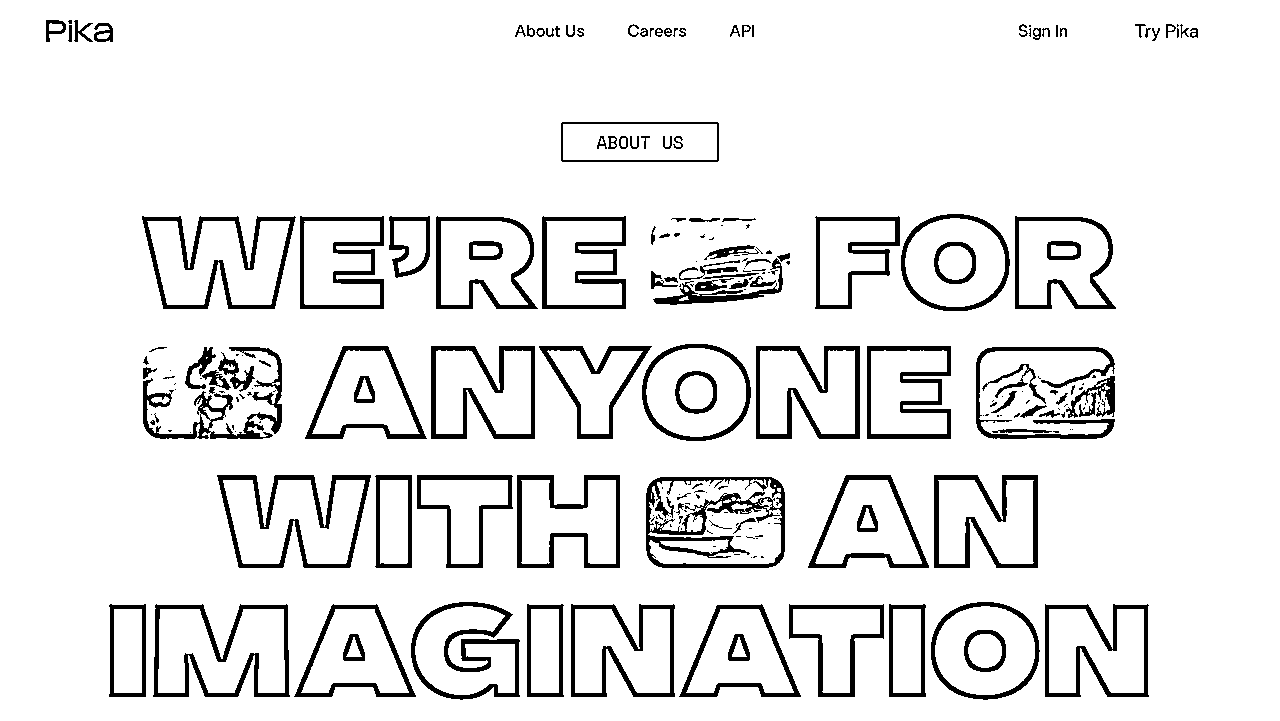 Pika About Us Careers API Sign In Try Pika
ABOUT US
WE'RE FOR
ANYONE
WITH AN
IMAGINATION